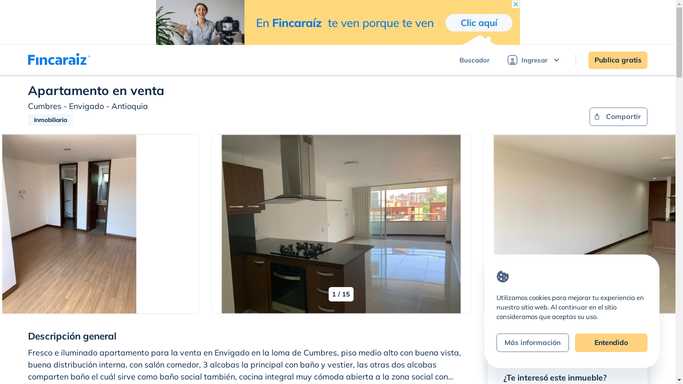 En Fincaraíz te ven porque te ven
Clic aquí
Fincaraiz
Buscador
Ingresar
Publica gratis
Apartamento en venta
Cumbres - Envigado - Antioquia
Inmobiliaria
Compartir
1 / 15
Utilizamos cookies para mejorar tu experiencia en
nuestro sitio web. Al continuar en el sitio
consideramos que aceptas su uso.
Más información
Entendido
Descripción general
Fresco e iluminado apartamento para la venta en Envigado en la loma de Cumbres, piso medio alto con buena vista,
buena distribución interna, con salón comedor, 3 alcobas la principal con baño y vestier, las otras dos alcobas
comparten baño el cuál sirve como baño social también, cocina integral muy cómoda abierta a la zona social con...
¿Te interesó este inmueble?